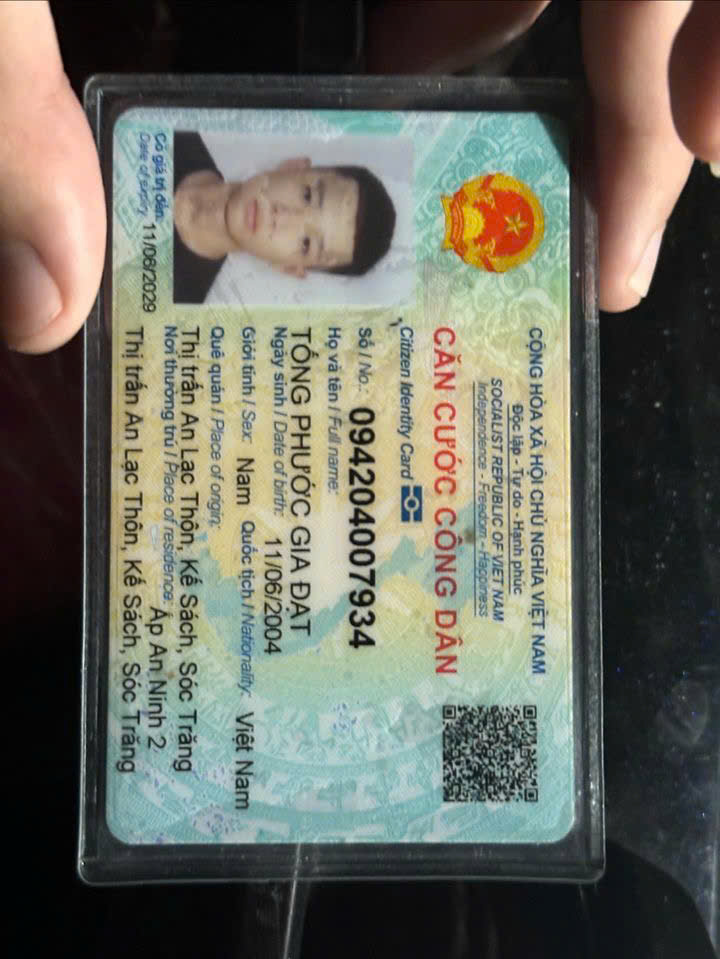 CỘNG HÒA XÃ HỘI CHỦ NGHĨA VIỆT NAM
Độc lập - Tự do - Hạnh phúc
SOCIALIST REPUBLIC OF VIET NAM
Independence - Freedom - Happiness
CĂN CƯỚC CÔNG DÂN
Citizen Identity Card
Số / No.: 094204007934
Họ và tên / Full name:
TỐNG PHƯỚC GIA ĐẠT
Ngày sinh / Date of birth: 11/06/2004
Giới tính / Sex: Nam Quốc tịch / Nationality: Việt Nam
Quê quán / Place of origin:
Thị trấn An Lạc Thôn, Kế Sách, Sóc Trăng
Nơi thường trú / Place of residence: Ấp An Ninh 2
Thị trấn An Lạc Thôn, Kế Sách, Sóc Trăng
Có giá trị đến: 11/06/2029
Date of expiry